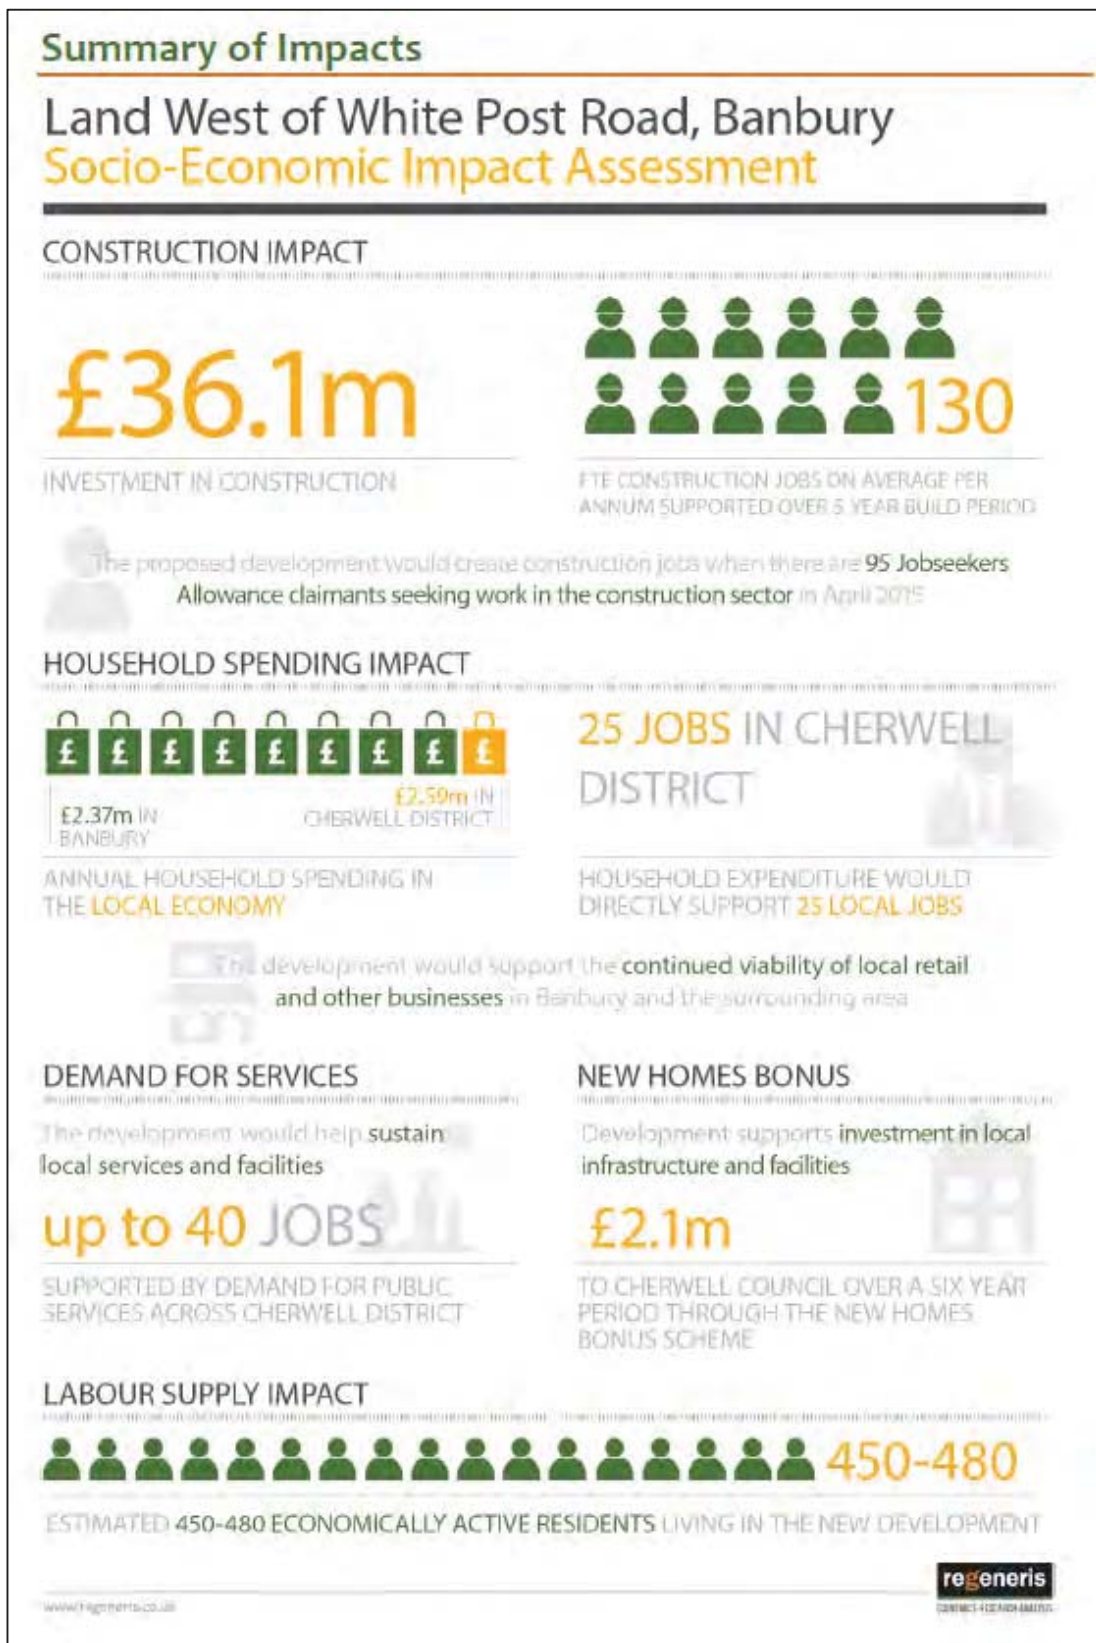 Summary of Impacts
Land West of White Post Road, Banbury
Socio-Economic Impact Assessment
CONSTRUCTION IMPACT
£36.1m
INVESTMENT IN CONSTRUCTION
130
FTE CONSTRUCTION JOBS ON AVERAGE PER
ANNUM SUPPORTED OVER 5 YEAR BUILD PERIOD
The proposed development would create construction jobs when there are 95 Jobseekers
Allowance claimants seeking work in the construction sector in April 2015
HOUSEHOLD SPENDING IMPACT
£ £ £ £ £ £ £ £ £
£2.37m IN
BANBURY
£2.59m IN
CHERWELL DISTRICT
ANNUAL HOUSEHOLD SPENDING IN
THE LOCAL ECONOMY
25 JOBS IN CHERWELL
DISTRICT
HOUSEHOLD EXPENDITURE WOULD
DIRECTLY SUPPORT 25 LOCAL JOBS
The development would support the continued viability of local retail
and other businesses in Banbury and the surrounding area
DEMAND FOR SERVICES
The development would help sustain
local services and facilities
up to 40 JOBS
SUPPORTED BY DEMAND FOR PUBLIC
SERVICES ACROSS CHERWELL DISTRICT
NEW HOMES BONUS
Development supports investment in local
infrastructure and facilities
£2.1m
TO CHERWELL COUNCIL OVER A SIX YEAR
PERIOD THROUGH THE NEW HOMES
BONUS SCHEME
LABOUR SUPPLY IMPACT
450-480
ESTIMATED 450-480 ECONOMICALLY ACTIVE RESIDENTS LIVING IN THE NEW DEVELOPMENT
regeneris
www.regeneris.co.uk